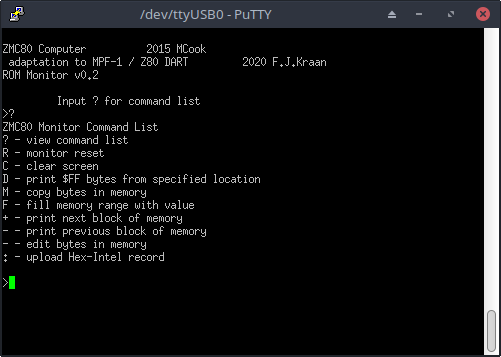 /dev/ttyUSB0 - PuTTY
ZMC80 Computer 2015 MCook
adaptation to MPF-1 / Z80 DART 2020 F.J.Kraan
ROM Monitor v0.2
Input ? for command list
>?
ZMC80 Monitor Command List
? - view command list
R - monitor reset
C - clear screen
D - print $FF bytes from specified location
M - copy bytes in memory
F - fill memory range with value
+ - print next block of memory
- - print previous block of memory
~ - edit bytes in memory
: - upload Hex-Intel record
>